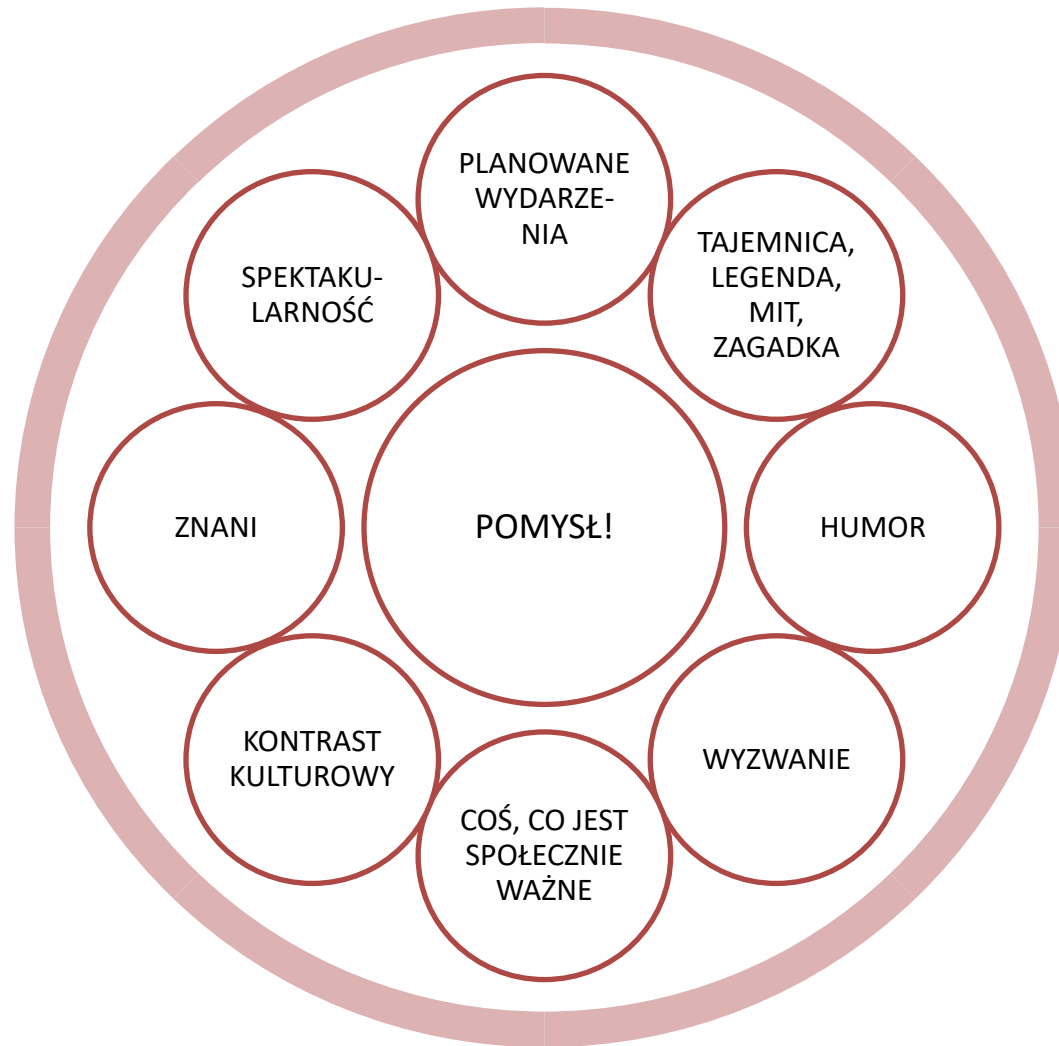 PLANOWANE
WYDARZE-
NIA
TAJEMNICA,
LEGENDA,
MIT,
ZAGADKA
HUMOR
WYZWANIE
COŚ, CO JEST
SPOŁECZNIE
WAŻNE
KONTRAST
KULTUROWY
ZNANI
SPEKTAKU-
LARNOŚĆ
POMYSŁ!